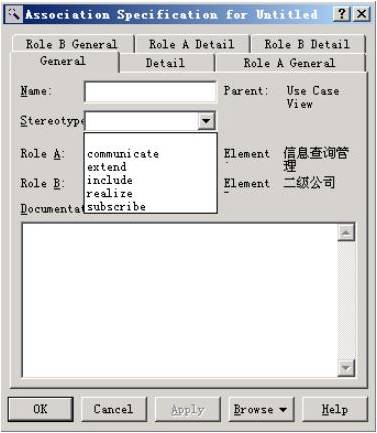 Association Specification for Untitled
Role B General
Role A Detail
Role B Detail
General
Detail
Role A General
Name:
Parent:
Use Case
View
Stereotype
communicate
extend
include
realize
subscribe
Role A:
Element
信息查询管
理
Role B:
Element
二级公司
Documentat
OK
Cancel
Apply
Browse
Help